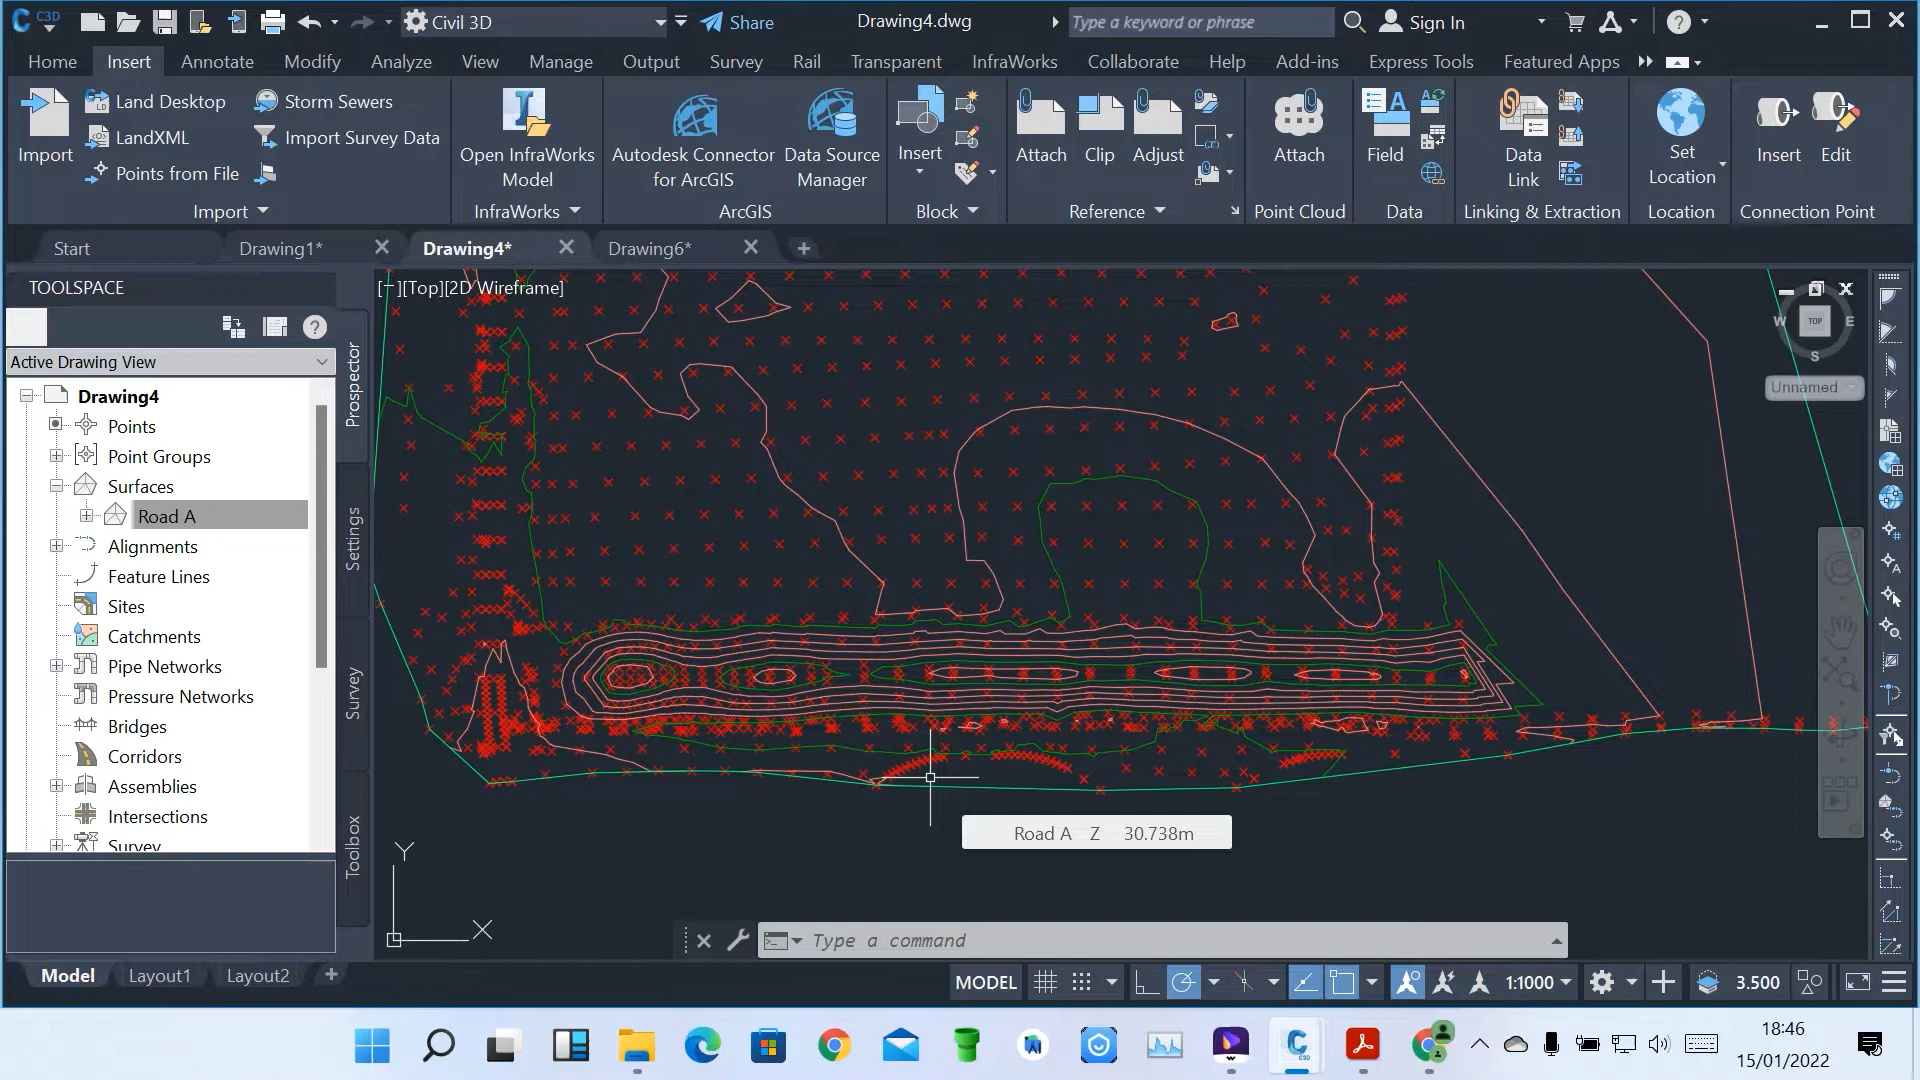 C3D
Civil 3D
Share
Drawing4.dwg
Type a keyword or phrase
Sign In
?
Home Insert Annotate Modify Analyze View Manage Output Survey Rail Transparent InfraWorks Collaborate Help Add-ins Express Tools Featured Apps
Import
Land Desktop
LandXML
Points from File
Storm Sewers
Import Survey Data
Import
Open InfraWorks
Model
InfraWorks
Autodesk Connector
for ArcGIS
Data Source
Manager
ArcGIS
Insert
Block
Attach
Clip
Adjust
Reference
Attach
Point Cloud
Field
Data
Data
Link
Linking & Extraction
Set
Location
Location
Insert
Edit
Connection Point
Start
Drawing1*
Drawing4*
Drawing6*
TOOLSPACE
?
Active Drawing View
Drawing4
Points
Point Groups
Surfaces
Road A
Alignments
Feature Lines
Sites
Catchments
Pipe Networks
Pressure Networks
Bridges
Corridors
Assemblies
Intersections
Survey
Prospector
Settings
Survey
Toolbox
[−][Top][2D Wireframe]
W TOP E
S
Unnamed
Road A Z 30.738m
Y
X
Type a command
Model Layout1 Layout2 +
MODEL
1:1000
3.500
18:46
15/01/2022